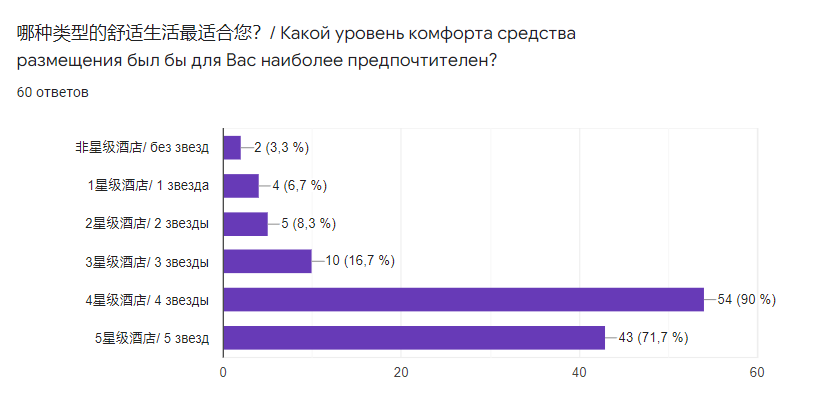 哪种类型的舒适生活最适合您？/ Какой уровень комфорта средства
размещения был бы для Вас наиболее предпочтителен?
60 ответов
非星级酒店/ без звезд
2 (3,3 %)
1星级酒店/ 1 звезда
4 (6,7 %)
2星级酒店/ 2 звезды
5 (8,3 %)
3星级酒店/ 3 звезды
10 (16,7 %)
4星级酒店/ 4 звезды
54 (90 %)
5星级酒店/ 5 звезд
43 (71,7 %)
0 20 40 60